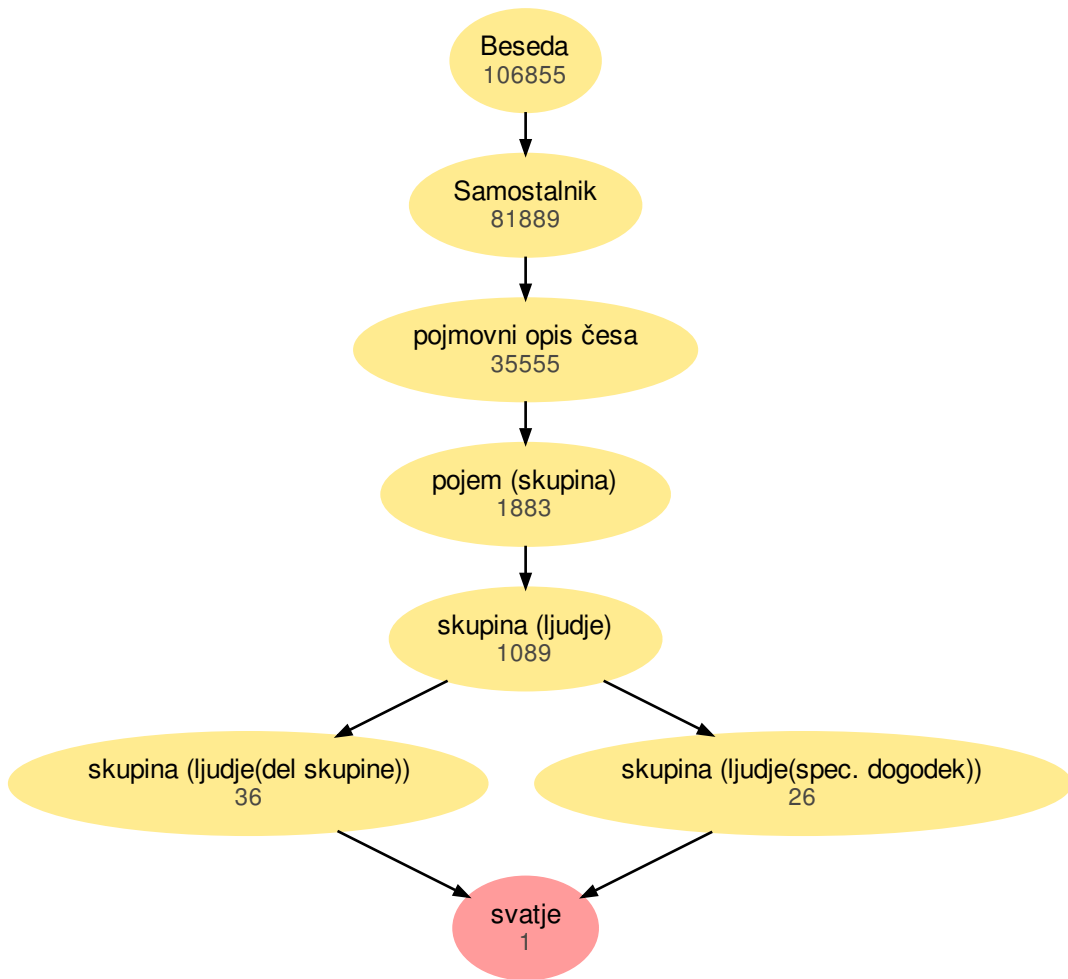 Beseda
106855
Samostalnik
81889
pojmovni opis česa
35555
pojem (skupina)
1883
skupina (ljudje)
1089
skupina (ljudje(del skupine))
36
skupina (ljudje(spec. dogodek))
26
svatje
1